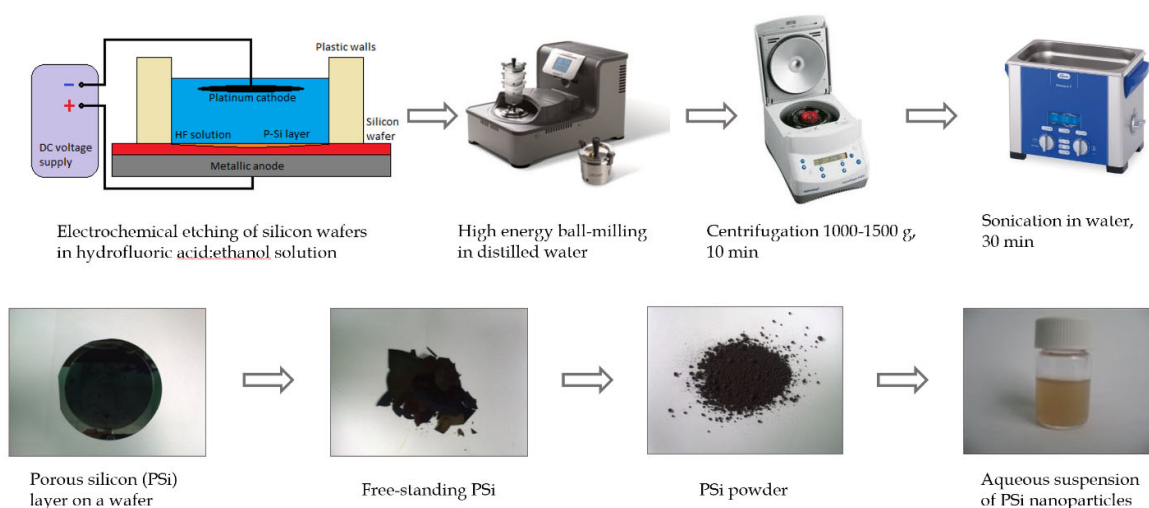 −
+
DC voltage
supply
Plastic walls
Platinum cathode
HF solution
P-Si layer
Silicon
wafer
Metallic anode
Electrochemical etching of silicon wafers
in hydrofluoric acid:ethanol solution
High energy ball-milling
in distilled water
Centrifugation 1000-1500 g,
10 min
Sonication in water,
30 min
Porous silicon (PSi)
layer on a wafer
Free-standing PSi
PSi powder
Aqueous suspension
of PSi nanoparticles